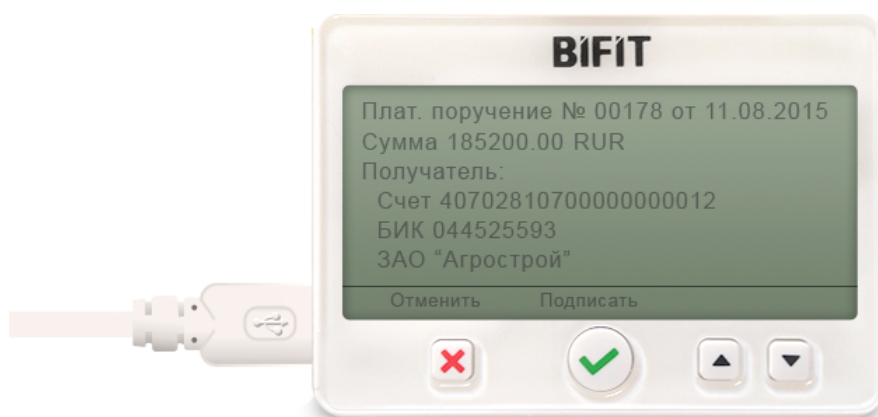 BIFIT
Плат. поручение № 00178 от 11.08.2015
Сумма 185200.00 RUR
Получатель:
Счет 40702810700000000012
БИК 044525593
ЗАО “Агрострой”
Отменить Подписать